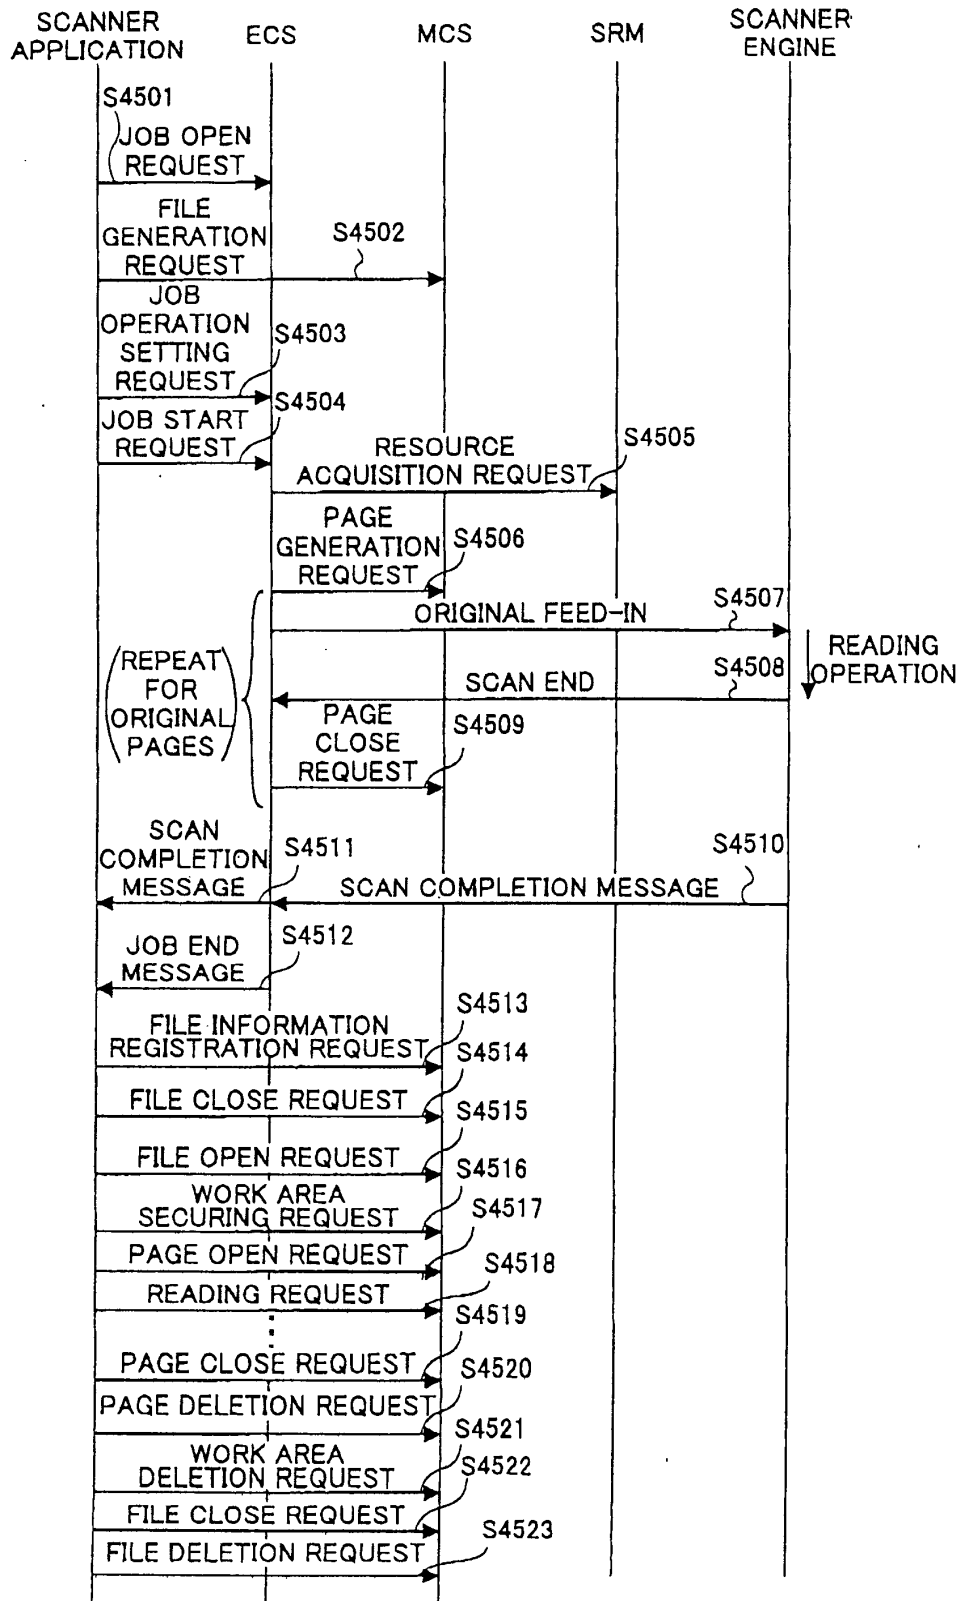 SCANNER
APPLICATION
ECS
MCS
SRM
SCANNER
ENGINE
S4501
JOB OPEN
REQUEST
FILE
GENERATION
REQUEST
S4502
JOB
OPERATION
SETTING
REQUEST
S4503
JOB START
REQUEST
S4504
RESOURCE
ACQUISITION REQUEST
S4505
PAGE
GENERATION
REQUEST
S4506
ORIGINAL FEED-IN
S4507
READING
OPERATION
(REPEAT
FOR
ORIGINAL
PAGES)
SCAN END
S4508
PAGE
CLOSE
REQUEST
S4509
SCAN
COMPLETION
MESSAGE
S4511
SCAN COMPLETION MESSAGE
S4510
JOB END
MESSAGE
S4512
FILE INFORMATION
REGISTRATION REQUEST
S4513
FILE CLOSE REQUEST
S4514
FILE OPEN REQUEST
S4515
WORK AREA
SECURING REQUEST
S4516
PAGE OPEN REQUEST
S4517
READING REQUEST
S4518
PAGE CLOSE REQUEST
S4519
PAGE DELETION REQUEST
S4520
WORK AREA
DELETION REQUEST
S4521
FILE CLOSE REQUEST
S4522
FILE DELETION REQUEST
S4523